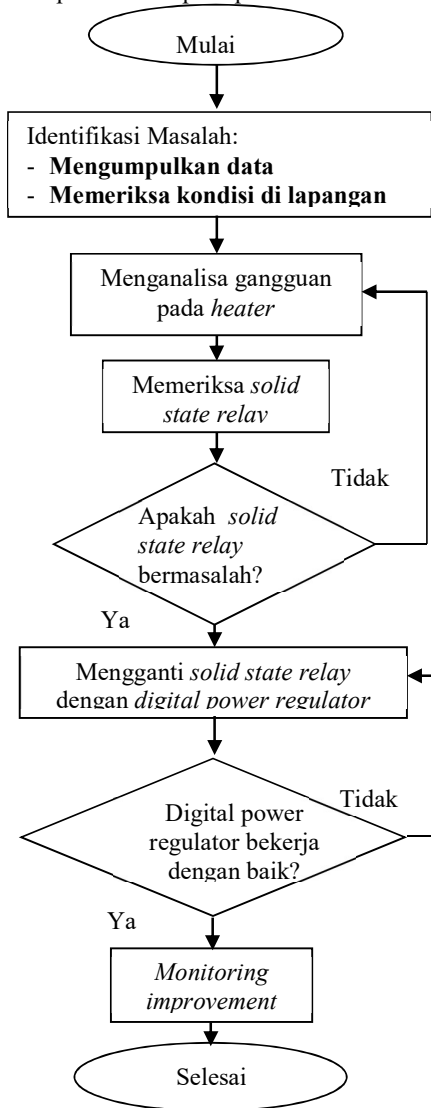 Mulai
Identifikasi Masalah:
- Mengumpulkan data
- Memeriksa kondisi di lapangan
Menganalisa gangguan
pada heater
Memeriksa solid
state relay
Tidak
Apakah solid
state relay
bermasalah?
Ya
Mengganti solid state relay
dengan digital power regulator
Tidak
Digital power
regulator bekerja
dengan baik?
Ya
Monitoring
improvement
Selesai